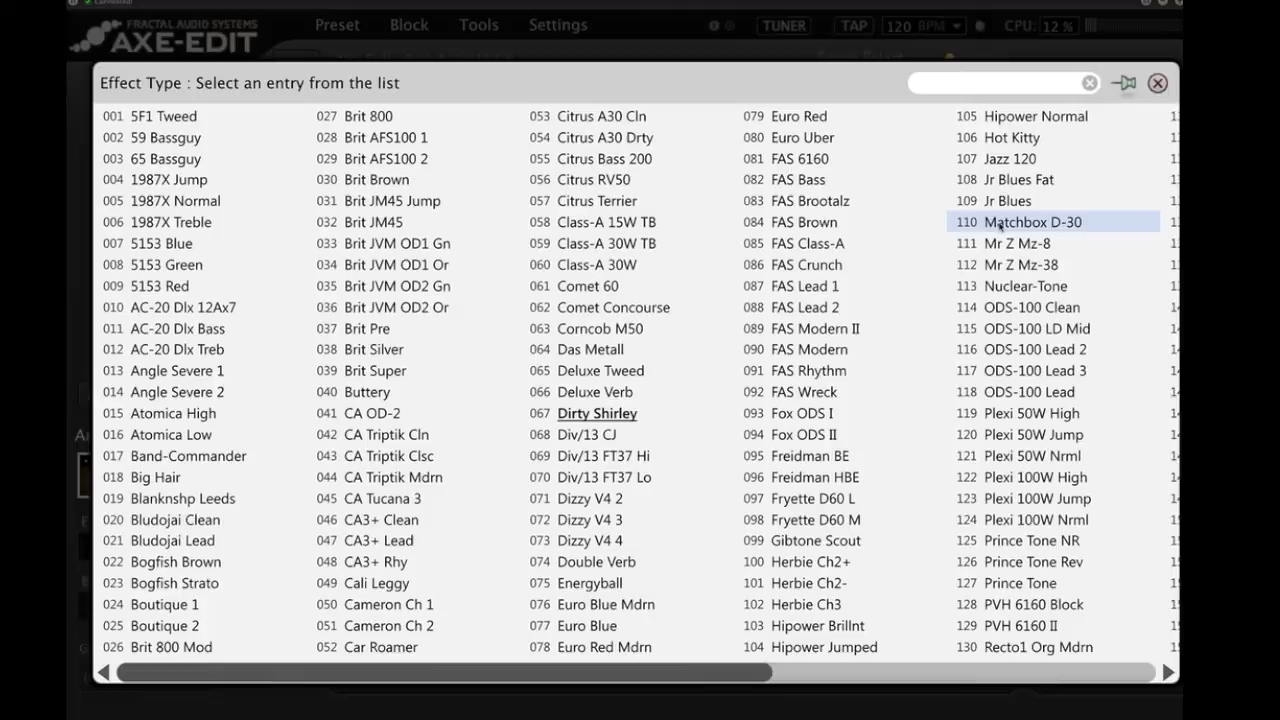 Connected
FRACTAL AUDIO SYSTEMS
AXE-EDIT
Preset Block Tools Settings
TUNER TAP 120 BPM CPU: 12 %
Effect Type : Select an entry from the list
001 5F1 Tweed
002 59 Bassguy
003 65 Bassguy
004 1987X Jump
005 1987X Normal
006 1987X Treble
007 5153 Blue
008 5153 Green
009 5153 Red
010 AC-20 Dlx 12Ax7
011 AC-20 Dlx Bass
012 AC-20 Dlx Treb
013 Angle Severe 1
014 Angle Severe 2
015 Atomica High
016 Atomica Low
017 Band-Commander
018 Big Hair
019 Blanknshp Leeds
020 Bludojai Clean
021 Bludojai Lead
022 Bogfish Brown
023 Bogfish Strato
024 Boutique 1
025 Boutique 2
026 Brit 800 Mod
027 Brit 800
028 Brit AFS100 1
029 Brit AFS100 2
030 Brit Brown
031 Brit JM45 Jump
032 Brit JM45
033 Brit JVM OD1 Gn
034 Brit JVM OD1 Or
035 Brit JVM OD2 Gn
036 Brit JVM OD2 Or
037 Brit Pre
038 Brit Silver
039 Brit Super
040 Buttery
041 CA OD-2
042 CA Triptik Cln
043 CA Triptik Clsc
044 CA Triptik Mdrn
045 CA Tucana 3
046 CA3+ Clean
047 CA3+ Lead
048 CA3+ Rhy
049 Cali Leggy
050 Cameron Ch 1
051 Cameron Ch 2
052 Car Roamer
053 Citrus A30 Cln
054 Citrus A30 Drty
055 Citrus Bass 200
056 Citrus RV50
057 Citrus Terrier
058 Class-A 15W TB
059 Class-A 30W TB
060 Class-A 30W
061 Comet 60
062 Comet Concourse
063 Corncob M50
064 Das Metall
065 Deluxe Tweed
066 Deluxe Verb
067 Dirty Shirley
068 Div/13 CJ
069 Div/13 FT37 Hi
070 Div/13 FT37 Lo
071 Dizzy V4 2
072 Dizzy V4 3
073 Dizzy V4 4
074 Double Verb
075 Energyball
076 Euro Blue Mdrn
077 Euro Blue
078 Euro Red Mdrn
079 Euro Red
080 Euro Uber
081 FAS 6160
082 FAS Bass
083 FAS Brootalz
084 FAS Brown
085 FAS Class-A
086 FAS Crunch
087 FAS Lead 1
088 FAS Lead 2
089 FAS Modern II
090 FAS Modern
091 FAS Rhythm
092 FAS Wreck
093 Fox ODS I
094 Fox ODS II
095 Freidman BE
096 Freidman HBE
097 Fryette D60 L
098 Fryette D60 M
099 Gibtone Scout
100 Herbie Ch2+
101 Herbie Ch2-
102 Herbie Ch3
103 Hipower Brillnt
104 Hipower Jumped
105 Hipower Normal
106 Hot Kitty
107 Jazz 120
108 Jr Blues Fat
109 Jr Blues
110 Matchbox D-30
111 Mr Z Mz-8
112 Mr Z Mz-38
113 Nuclear-Tone
114 ODS-100 Clean
115 ODS-100 LD Mid
116 ODS-100 Lead 2
117 ODS-100 Lead 3
118 ODS-100 Lead
119 Plexi 50W High
120 Plexi 50W Jump
121 Plexi 50W Nrml
122 Plexi 100W High
123 Plexi 100W Jump
124 Plexi 100W Nrml
125 Prince Tone NR
126 Prince Tone Rev
127 Prince Tone
128 PVH 6160 Block
129 PVH 6160 II
130 Recto1 Org Mdrn